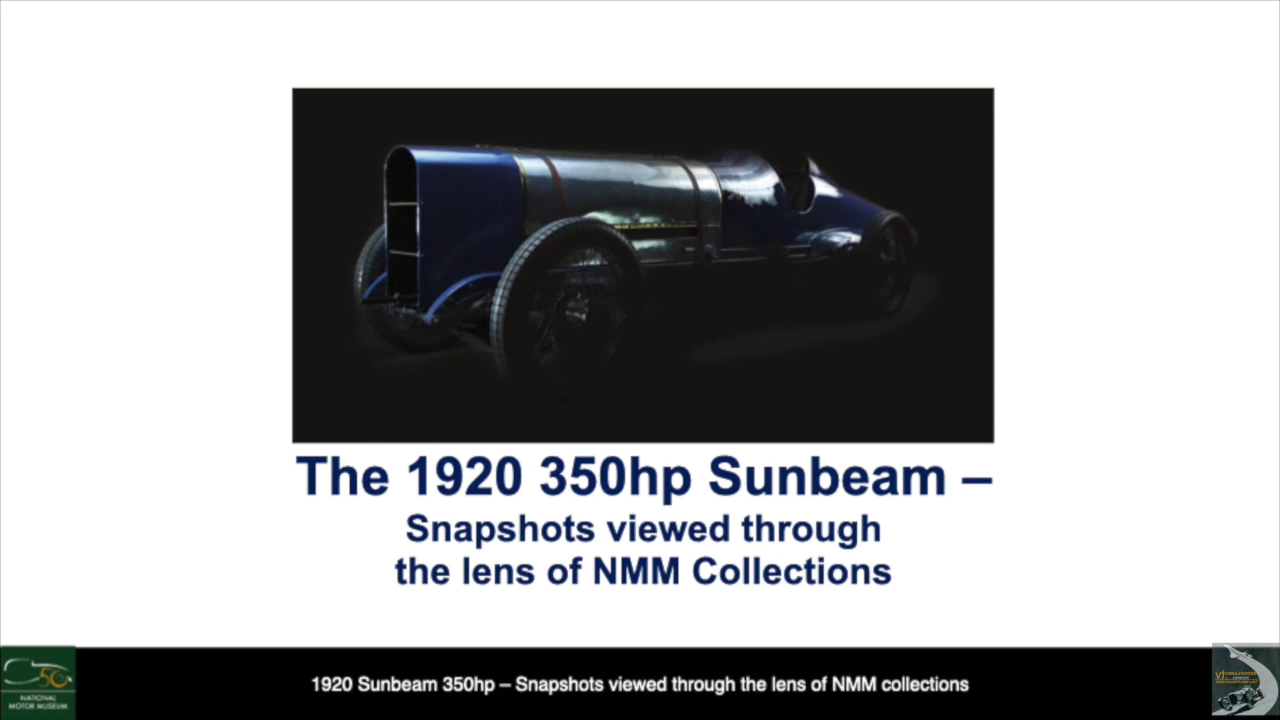 The 1920 350hp Sunbeam –
Snapshots viewed through
the lens of NMM Collections
50
NATIONAL
MOTOR MUSEUM
1920 Sunbeam 350hp – Snapshots viewed through the lens of NMM collections